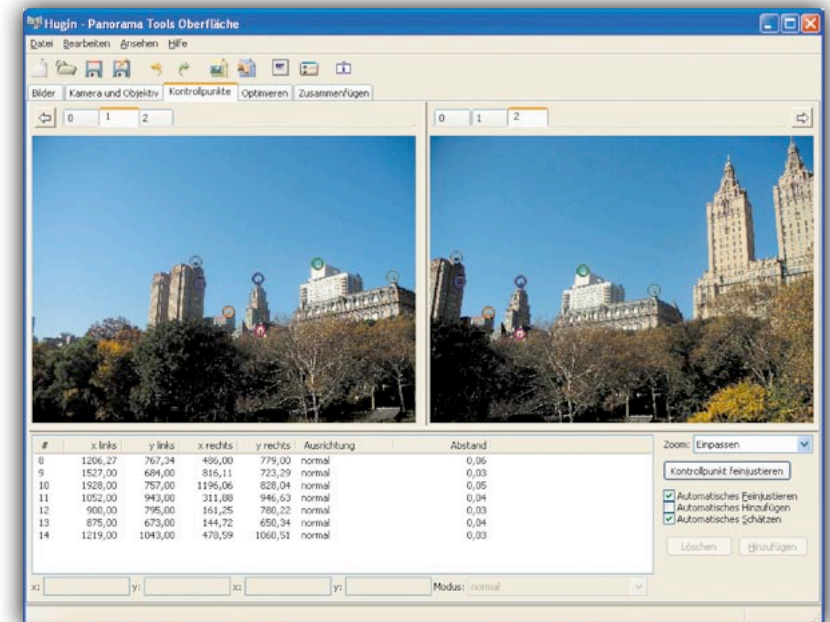 Hugin - Panorama Tools Oberfläche
Datei Bearbeiten Ansehen Hilfe
Bilder Kamera und Objektiv Kontrollpunkte Optimieren Zusammenfügen
0 1 2
0 1 2
# x links y links x rechts y rechts Ausrichtung Abstand
8 1206,27 767,34 486,00 779,00 normal 0,06
9 1527,00 684,00 816,11 723,29 normal 0,03
10 1928,00 757,00 1196,06 828,04 normal 0,05
11 1052,00 943,00 311,88 946,63 normal 0,04
12 900,00 795,00 161,25 780,22 normal 0,03
13 875,00 673,00 144,72 650,34 normal 0,04
14 1219,00 1043,00 478,59 1060,51 normal 0,03
x: y: x: y: Modus: normal
Zoom: Einpassen
Kontrollpunkt feinjustieren
Automatisches Feinjustieren
Automatisches Hinzufügen
Automatisches Schätzen
Löschen Hinzufügen